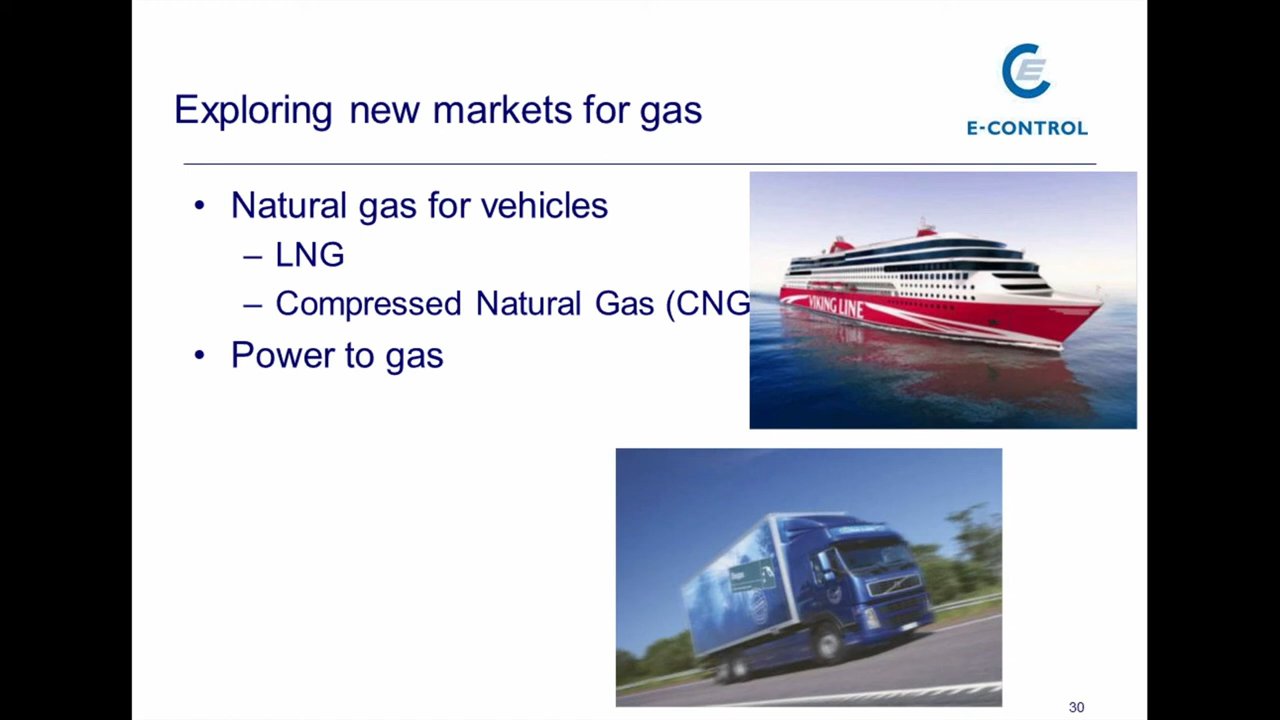 E
E-CONTROL
Exploring new markets for gas
• Natural gas for vehicles
– LNG
– Compressed Natural Gas (CNG
• Power to gas
VIKING LINE
30